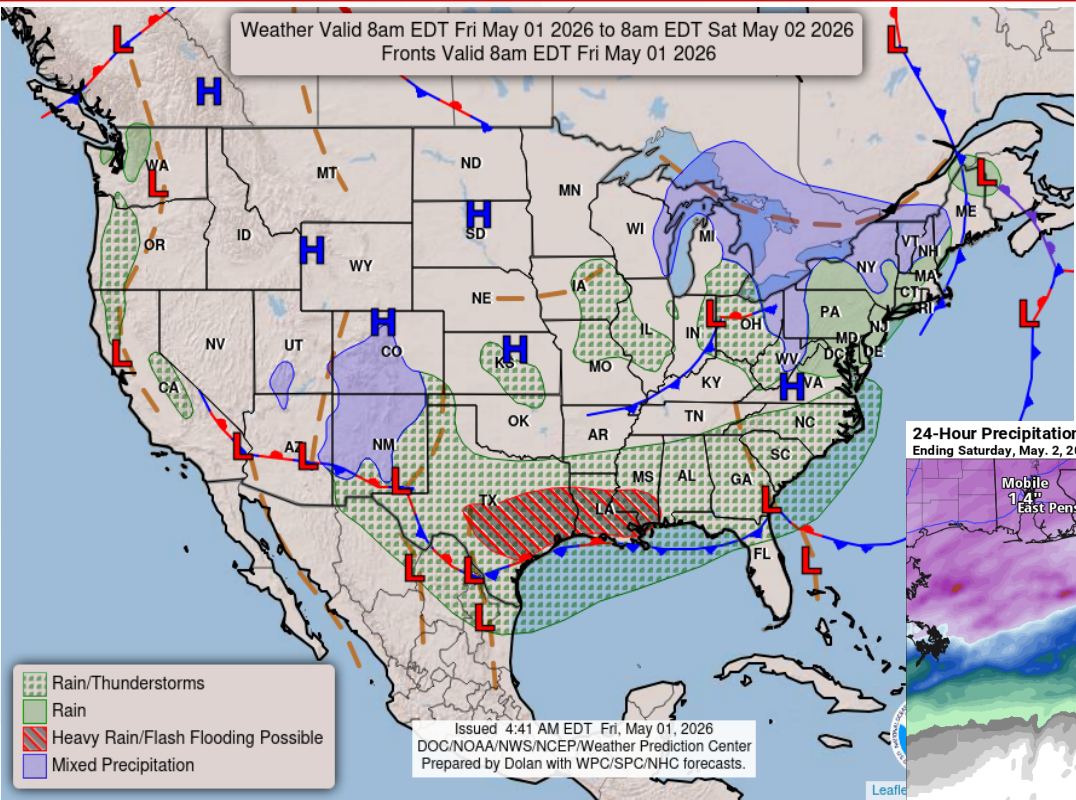 Weather Valid 8am EDT Fri May 01 2026 to 8am EDT Sat May 02 2026
Fronts Valid 8am EDT Fri May 01 2026
L
L
H
WA
L
MT
ND
MN
L
ME
H
SD
WI
MI
VT
NH
OR
ID
H
WY
NY
MA
CT
RI
NE
IA
PA
L
L
IN
OH
IL
NJ
MD
DE
DC
H
NV
UT
CO
L
KS
H
MO
WV
VA
H
KY
CA
OK
TN
NC
AR
L
AZ
L
NM
SC
MS
AL
GA
L
TX
LA
L
24-Hour Precipitation
Ending Saturday, May. 2, 20
Mobile
1.4"
East Pens
FL
L
L
L
L
Rain/Thunderstorms
Rain
Heavy Rain/Flash Flooding Possible
Mixed Precipitation
Issued 4:41 AM EDT Fri, May 01, 2026
DOC/NOAA/NWS/NCEP/Weather Prediction Center
Prepared by Dolan with WPC/SPC/NHC forecasts.
Leafle